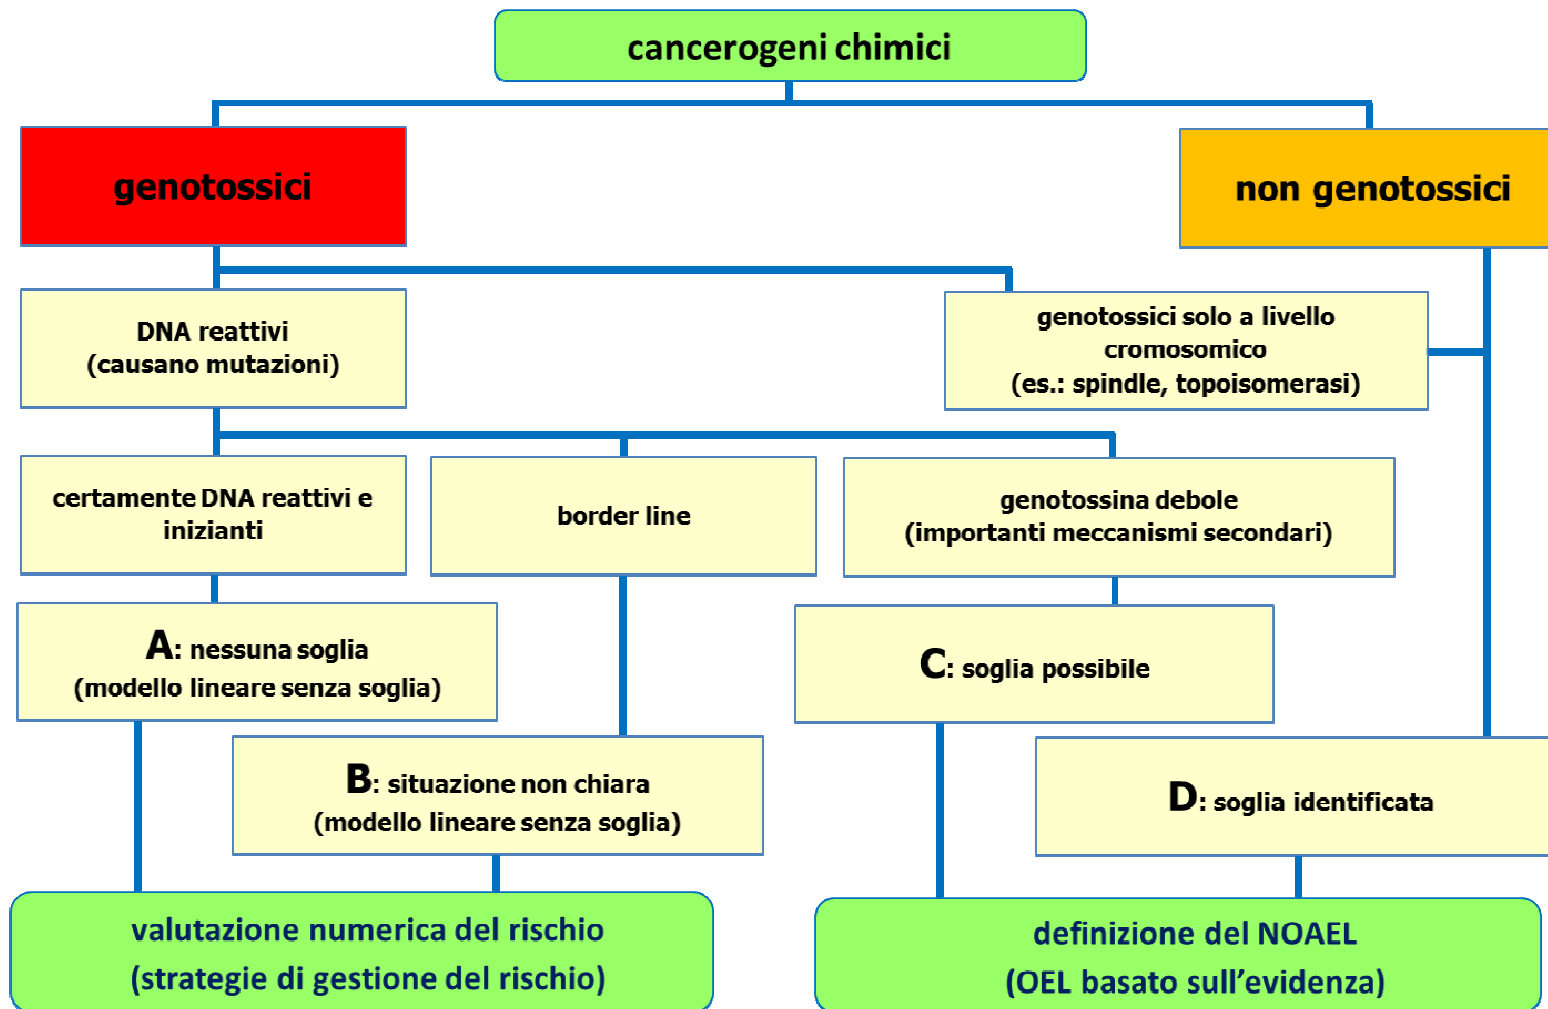 cancerogeni chimici
genotossici
non genotossici
DNA reattivi
(causano mutazioni)
genotossici solo a livello
cromosomico
(es.: spindle, topoisomerasi)
certamente DNA reattivi e
inizianti
border line
genotossina debole
(importanti meccanismi secondari)
A: nessuna soglia
(modello lineare senza soglia)
C: soglia possibile
B: situazione non chiara
(modello lineare senza soglia)
D: soglia identificata
valutazione numerica del rischio
(strategie di gestione del rischio)
definizione del NOAEL
(OEL basato sull’evidenza)